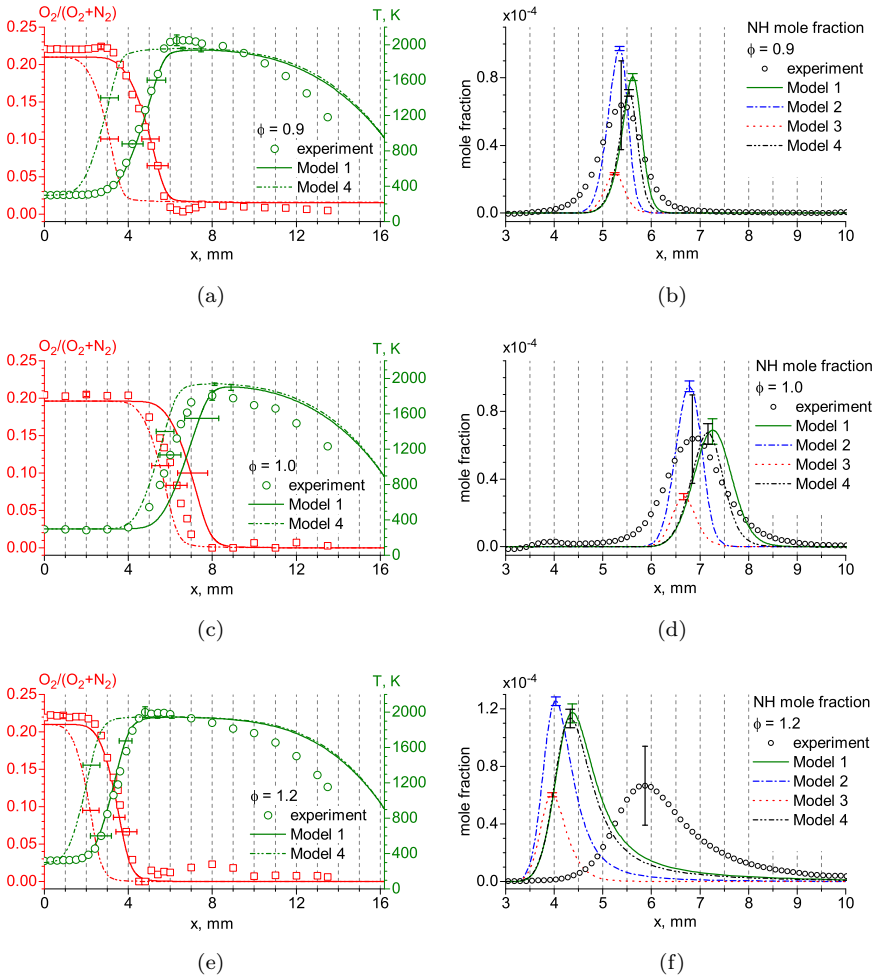 O₂/(O₂+N₂)
T, K
0.25
0.20
0.15
0.10
0.05
0.00
2000
1600
1200
800
400
0
ϕ = 0.9
experiment
Model 1
Model 4
0 4 8 12 16
x, mm
(a)
x10⁻⁴
mole fraction
0.8
0.4
0.0
NH mole fraction
ϕ = 0.9
experiment
Model 1
Model 2
Model 3
Model 4
3 4 5 6 7 8 9 10
x, mm
(b)
O₂/(O₂+N₂)
T, K
0.25
0.20
0.15
0.10
0.05
0.00
2000
1600
1200
800
400
0
ϕ = 1.0
experiment
Model 1
Model 4
0 4 8 12 16
x, mm
(c)
x10⁻⁴
mole fraction
0.8
0.4
0.0
NH mole fraction
ϕ = 1.0
experiment
Model 1
Model 2
Model 3
Model 4
3 4 5 6 7 8 9 10
x, mm
(d)
O₂/(O₂+N₂)
T, K
0.25
0.20
0.15
0.10
0.05
0.00
2000
1600
1200
800
400
0
ϕ = 1.2
experiment
Model 1
Model 4
0 4 8 12 16
x, mm
(e)
x10⁻⁴
mole fraction
1.2
0.8
0.4
0.0
NH mole fraction
ϕ = 1.2
experiment
Model 1
Model 2
Model 3
Model 4
3 4 5 6 7 8 9 10
x, mm
(f)